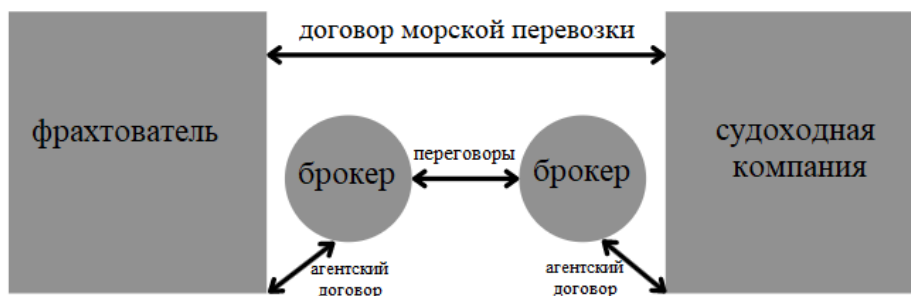 договор морской перевозки
фрахтователь
брокер
переговоры
брокер
судоходная
компания
агентский
договор
агентский
договор